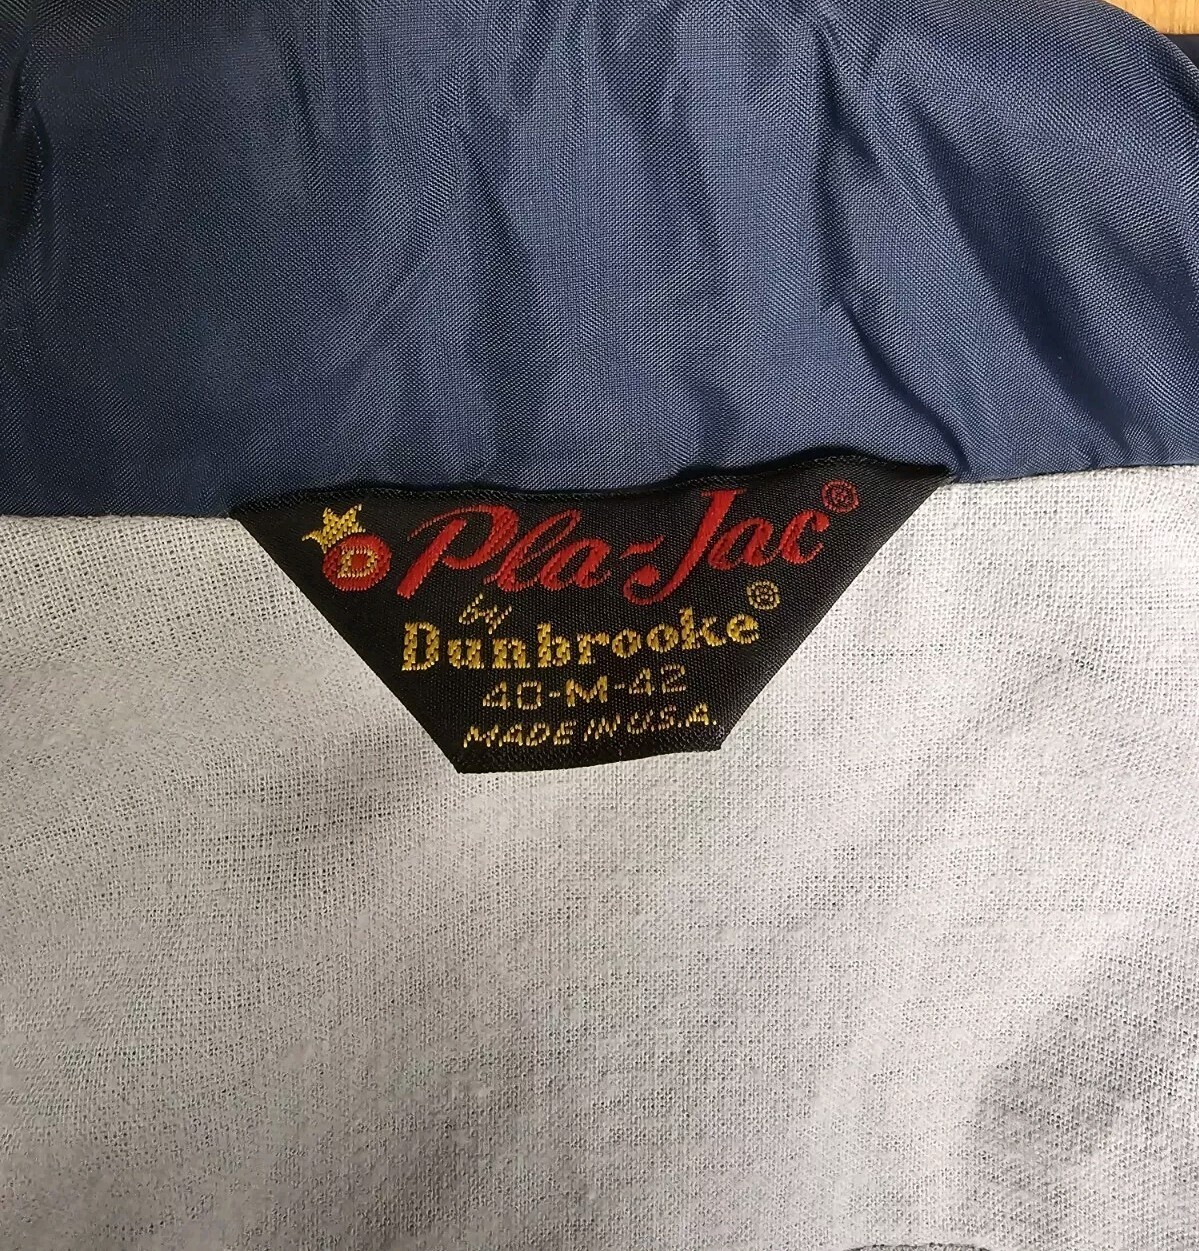 D Pla-Jac®
by
Dunbrooke®
40-M-42
MADE IN U.S.A.